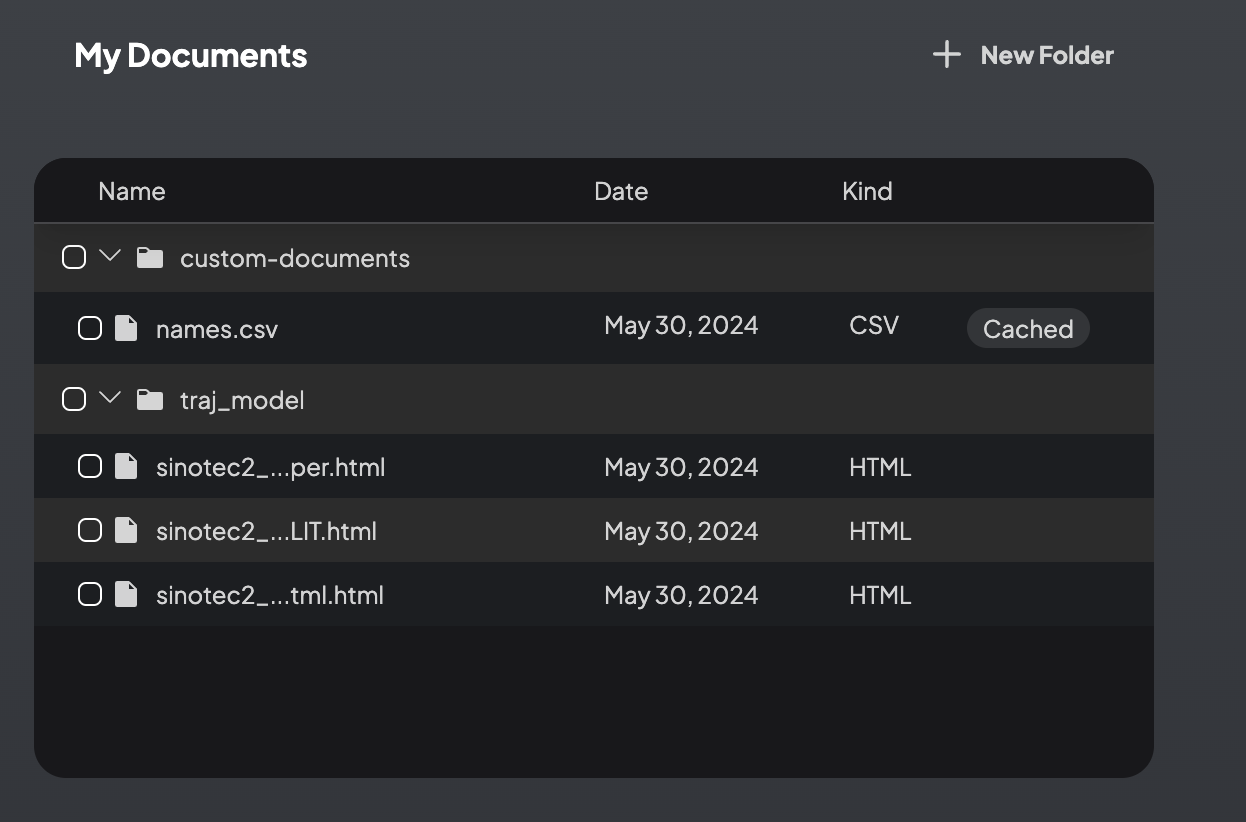 My Documents
New Folder
Name Date Kind
custom-documents
names.csv May 30, 2024 CSV Cached
traj_model
sinotec2_...per.html May 30, 2024 HTML
sinotec2_...LIT.html May 30, 2024 HTML
sinotec2_...tml.html May 30, 2024 HTML